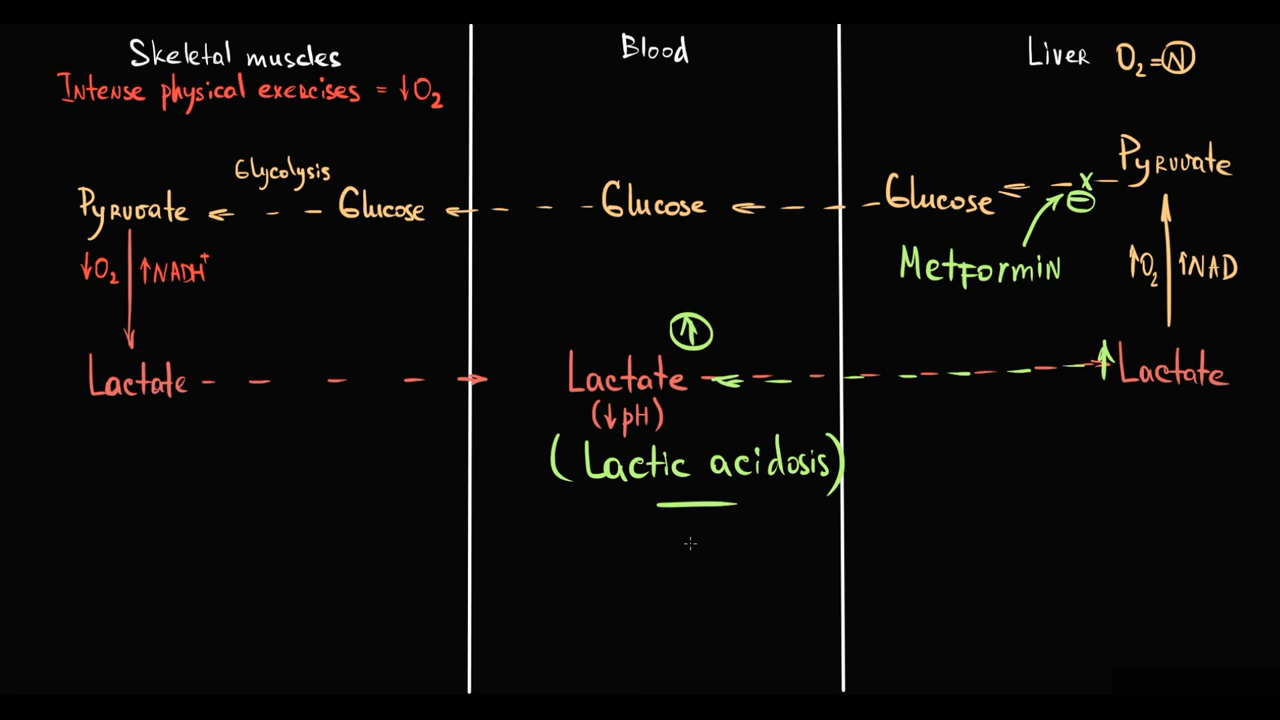 Skeletal muscles
Intense physical exercises = ↓O₂
Glycolysis
Pyruvate ← - - Glucose
↓O₂ ↑NADH⁺
Lactate - - - - →
Blood
← - - Glucose ← - -
↑
Lactate
(↓pH)
(Lactic acidosis)
Liver O₂ = N
Pyruvate
Glucose ⇐ - x -
⊖
Metformin
↑O₂ ↑NAD
↑ Lactate